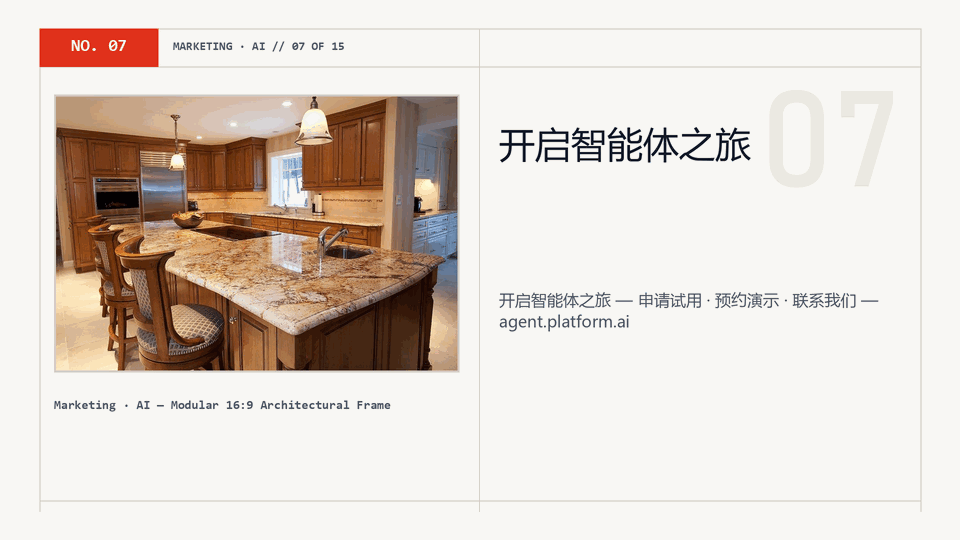 NO. 07
MARKETING · AI // 07 OF 15
07
开启智能体之旅
开启智能体之旅 — 申请试用 · 预约演示 · 联系我们 —
agent.platform.ai
Marketing · AI — Modular 16:9 Architectural Frame